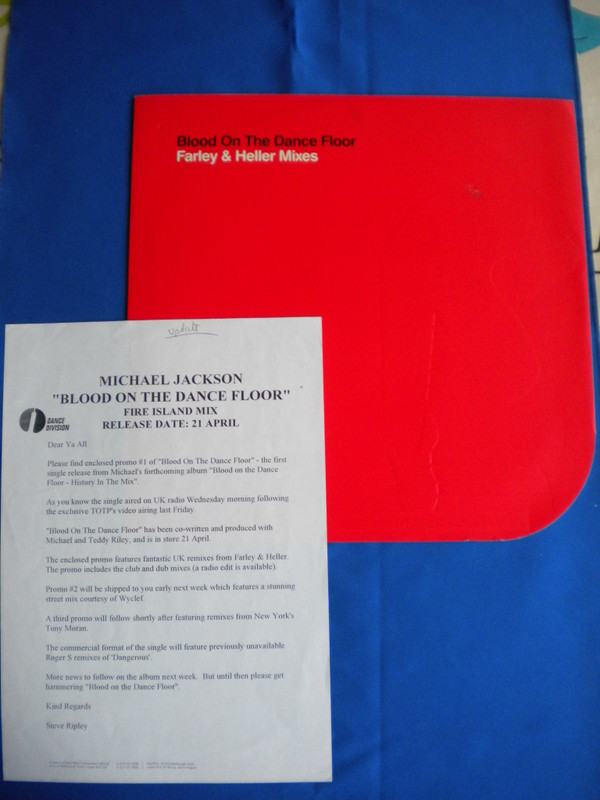 Blood On The Dance Floor
Farley & Heller Mixes
MICHAEL JACKSON
"BLOOD ON THE DANCE FLOOR"
FIRE ISLAND MIX
RELEASE DATE: 21 APRIL
DANCE
DIVISION
Dear Ya All
Please find enclosed promo #1 of "Blood On The Dance Floor" - the first
single release from Michael's forthcoming album "Blood on the Dance
Floor - History In The Mix".
As you know the single aired on UK radio Wednesday morning following
the exclusive TOTP's video airing last Friday.
"Blood On The Dance Floor" has been co-written and produced with
Michael and Teddy Riley, and is in store 21 April.
The enclosed promo features fantastic UK remixes from Farley & Heller.
The promo includes the club and dub mixes (a radio edit is available).
Promo #2 will be shipped to you early next week which features a stunning
street mix courtesy of Wyclef.
A third promo will follow shortly after featuring remixes from New York's
Tony Moran.
The commercial format of the single will feature previously unavailable
Roger S remixes of 'Dangerous'.
More news to follow on the album next week. But until then please get
hammering "Blood on the Dance Floor".
Kind Regards
Steve Ripley